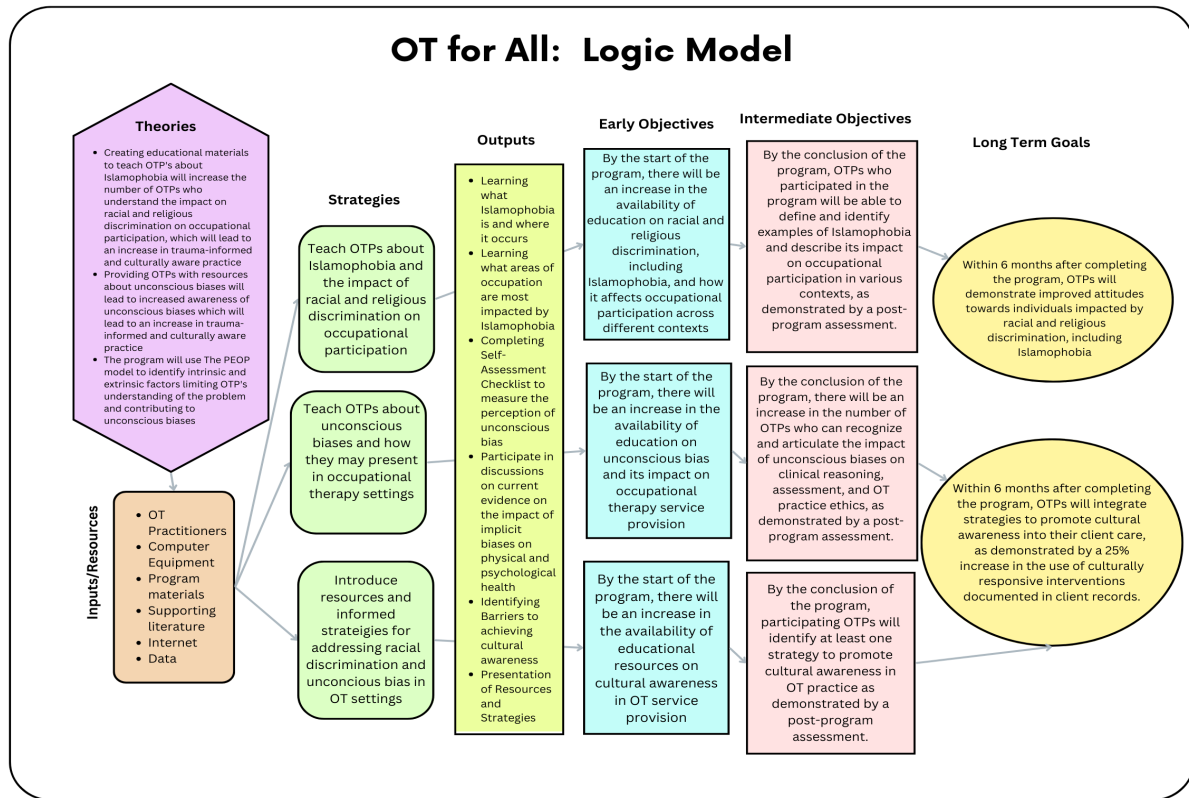 OT for All:  Logic Model
Theories
• Creating educational materials
to teach OTP's about
Islamophobia will increase the
number of OTPs who
understand the impact on
racial and religious
discrimination on occupational
participation, which will lead to
an increase in trauma-informed
and culturally aware practice
• Providing OTPs with resources
about unconscious biases will
lead to increased awareness of
unconscious biases which will
lead to an increase in trauma-
informed and culturally aware
practice
• The program will use The PEOP
model to identify intrinsic and
extrinsic factors limiting OTP's
understanding of the problem
and contributing to
unconscious biases
Inputs/Resources
• OT
Practitioners
• Computer
Equipment
• Program
materials
• Supporting
literature
• Internet
• Data
Strategies
Teach OTPs about
Islamophobia and
the impact of
racial and religious
discrimination on
occupational
participation
Teach OTPs about
unconscious
biases and how
they may present
in occupational
therapy settings
Introduce
resources and
informed
strateigies for
addressing racial
discrimination and
unconcious bias in
OT settings
Outputs
• Learning
what
Islamophobia
is and where
it occurs
• Learning
what areas of
occupation
are most
impacted by
Islamophobia
• Completing
Self-
Assessment
Checklist to
measure the
perception of
unconscious
bias
• Participate in
discussions
on current
evidence on
the impact of
implicit
biases on
physical and
psychological
health
• Identifying
Barriers to
achieving
cultural
awareness
• Presentation
of Resources
and
Strategies
Early Objectives
By the start of the
program, there will be
an increase in the
availability of
education on racial and
religious
discrimination,
including
Islamophobia, and how
it affects occupational
participation across
different contexts
By the start of the
program, there will
be an increase in the
availability of
education on
unconscious bias
and its impact on
occupational
therapy service
provision
By the start of the
program, there will
be an increase in
the availability of
educational
resources on
cultural awareness
in OT service
provision
Intermediate Objectives
By the conclusion of the
program, OTPs who
participated in the
program will be able to
define and identify
examples of Islamophobia
and describe its impact
on occupational
participation in various
contexts, as
demonstrated by a post-
program assessment.
By the conclusion of the
program, there will be an
increase in the number of
OTPs who can recognize
and articulate the impact
of unconscious biases on
clinical reasoning,
assessment, and OT
practice ethics, as
demonstrated by a post-
program assessment.
By the conclusion of
the program,
participating OTPs will
identify at least one
strategy to promote
cultural awareness in
OT practice as
demonstrated by a
post-program
assessment.
Long Term Goals
Within 6 months after completing
the program, OTPs will
demonstrate improved attitudes
towards individuals impacted by
racial and religious
discrimination, including
Islamophobia
Within 6 months after completing
the program, OTPs will integrate
strategies to promote cultural
awareness into their client care,
as demonstrated by a 25%
increase in the use of culturally
responsive interventions
documented in client records.